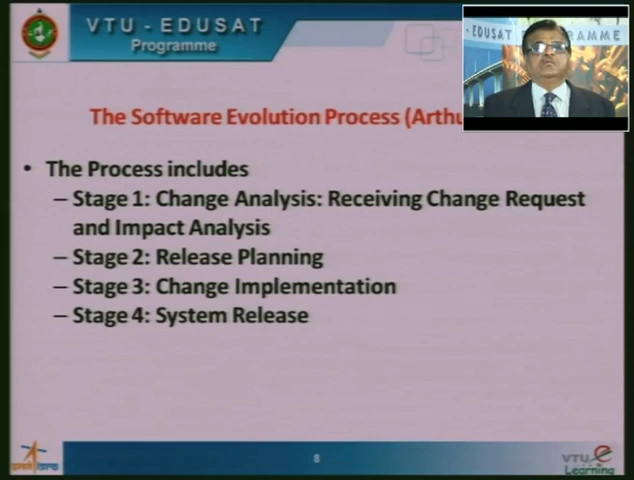 VTU - EDUSAT
Programme
- EDUSAT
GRAMME
The Software Evolution Process (Arthu
• The Process includes
– Stage 1: Change Analysis: Receiving Change Request
and Impact Analysis
– Stage 2: Release Planning
– Stage 3: Change Implementation
– Stage 4: System Release
8
VTU e
Learning